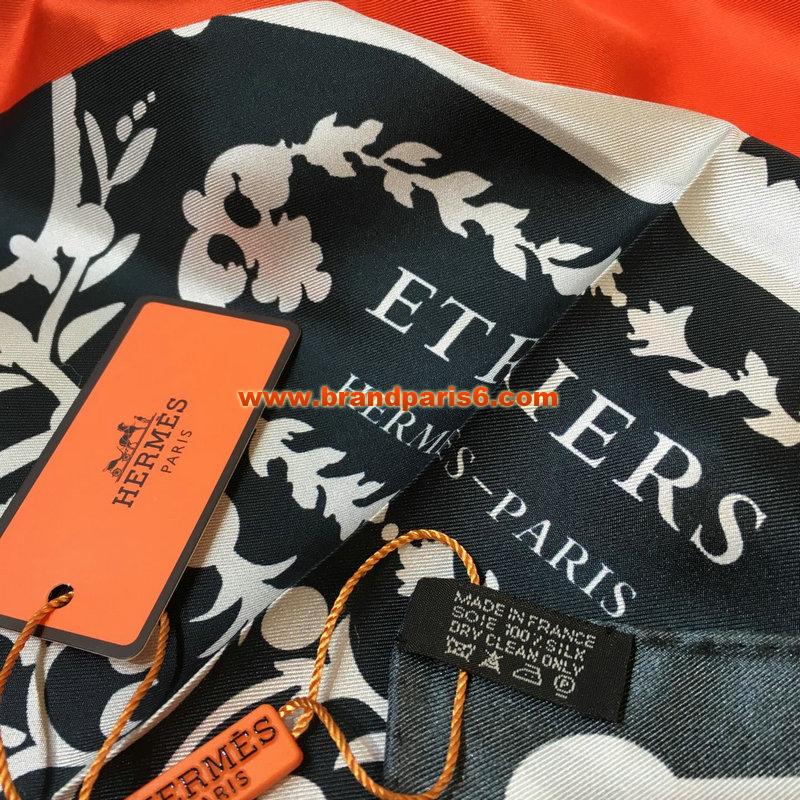 ETRIERS
HERMÈS-PARIS
www.brandparis6.com
HERMÈS
PARIS
MADE IN FRANCE
SOIE 100% SILK
DRY CLEAN ONLY
HERMÈS
PARIS